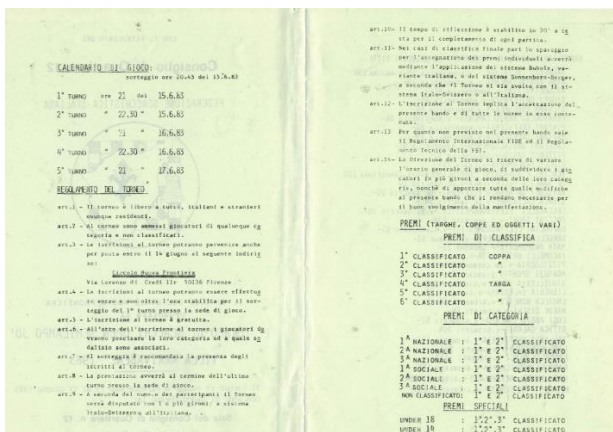 CALENDARIO DI GIOCO:
sorteggio ore 20.45 del 15.6.83
1° TURNO ore 21 del 15.6.83
2° TURNO " 22.30 " 15.6.83
3° TURNO " 21 " 16.6.83
4° TURNO " 22.30 " 16.6.83
5° TURNO " 21 " 17.6.83
REGOLAMENTO DEL TORNEO
art.1 - Il torneo è libero a tutti, italiani e stranieri
ovunque residenti.
art.2 - Al torneo sono ammessi giocatori di qualunque ca
tegoria e non classificati.
art.3 - Le iscrizioni al torneo potranno pervenire anche
per posta entro il 14 giugno al seguente indiriz
zo:
Circolo Nuova Frontiera
Via Lorenzo di Credi 50136 Firenze
art.4 - Le iscrizioni al torneo potranno essere effettua
te entro e non oltre l'ora stabilita per il sor-
teggio del 1° turno presso la sede di gioco.
art.5 - L'iscrizione al torneo è gratuita.
art.6 - All'atto dell'iscrizione al torneo i giocatori do
vranno precisare la loro categoria ed a quale so
dalizio sono associati.
art.7 - Al sorteggio è raccomandata la presenza degli
iscritti al torneo.
art.8 - La premiazione avverrà al termine dell'ultimo
turno presso la sede di gioco.
art.9 - A seconda del numero dei partecipanti il Torneo
verrà disputato con 1 o più gironi a sistema
Italo-Svizzero o all'Italiana.
art.10- Il tempo di riflessione è stabilito in 30' a te
sta per il completamento di ogni partita.
art.11- Nei casi di classifica finale pari lo spareggio
per l'assegnazione dei premi individuali avverrà
mediante l'applicazione del sistema Buholz, va-
riante italiana, e del sistema Sonnenborn-Berger,
a seconda che il Torneo si sia svolto con il si-
stema Italo-Svizzero o all'Italiana.
art.12- L'iscrizione al Torneo implica l'accettazione del
presente bando e di tutte le norme in esso conte-
nute.
art.13 Per quanto non previsto nel presente bando vale
il Regolamento Internazionale FIDE ed il Regola-
mento Tecnico della FSI.
art.14- La Direzione del Torneo si riserva di variare
l'orario generale di gioco, di suddividere i gio
catori in più gironi a seconda delle loro catego
rie, nonché di apportare tutte quelle modifiche
al presente bando che si rendano necessarie per
il buon svolgimento della manifestazione.
PREMI (TARGHE, COPPE ED OGGETTI VARI)
PREMI DI CLASSIFICA
1° CLASSIFICATO COPPA
2° CLASSIFICATO "
3° CLASSIFICATO "
4° CLASSIFICATO TARGA
5° CLASSIFICATO "
6° CLASSIFICATO "
PREMI DI CATEGORIA
1ª NAZIONALE : 1° E 2° CLASSIFICATO
2ª NAZIONALE : 1° E 2° CLASSIFICATO
3ª NAZIONALE : 1° E 2° CLASSIFICATO
1ª SOCIALE : 1° E 2° CLASSIFICATO
2ª SOCIALE : 1° E 2° CLASSIFICATO
3ª SOCIALE : 1° E 2° CLASSIFICATO
NON CLASSIFICATO: 1° E 2° CLASSIFICATO
PREMI SPECIALI
UNDER 18 : 1°.2°.3° CLASSIFICATO
UNDER 14 : 1°.2°.3° CLASSIFICATO